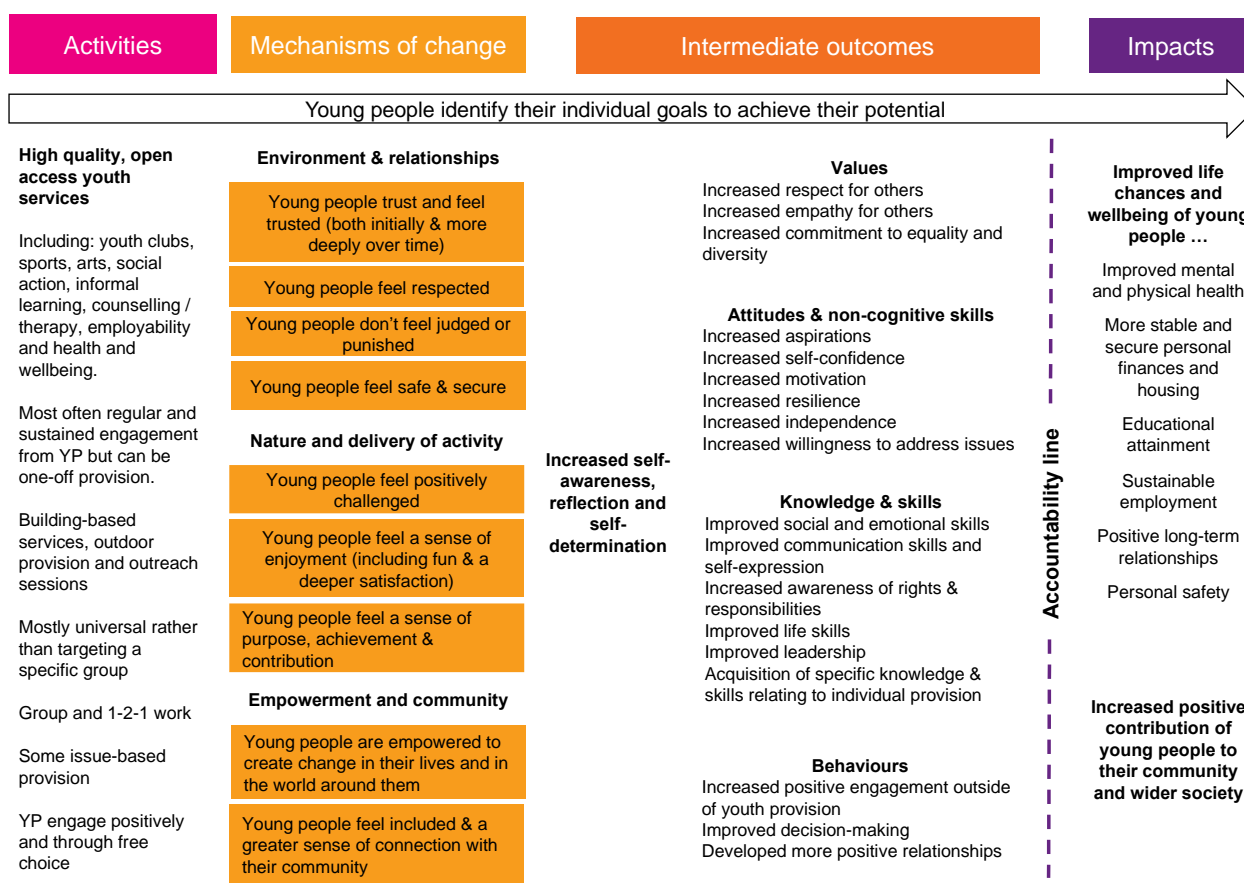 Activities
Mechanisms of change
Intermediate outcomes
Impacts
Young people identify their individual goals to achieve their potential
High quality, open
access youth
services
Including: youth clubs,
sports, arts, social
action, informal
learning, counselling /
therapy, employability
and health and
wellbeing.
Most often regular and
sustained engagement
from YP but can be
one-off provision.
Building-based
services, outdoor
provision and outreach
sessions
Mostly universal rather
than targeting a
specific group
Group and 1-2-1 work
Some issue-based
provision
YP engage positively
and through free
choice
Environment & relationships
Young people trust and feel
trusted (both initially & more
deeply over time)
Young people feel respected
Young people don't feel judged or
punished
Young people feel safe & secure
Nature and delivery of activity
Young people feel positively
challenged
Young people feel a sense of
enjoyment (including fun & a
deeper satisfaction)
Young people feel a sense of
purpose, achievement &
contribution
Empowerment and community
Young people are empowered to
create change in their lives and in
the world around them
Young people feel included & a
greater sense of connection with
their community
Increased self-
awareness,
reflection and
self-
determination
Values
Increased respect for others
Increased empathy for others
Increased commitment to equality and
diversity
Attitudes & non-cognitive skills
Increased aspirations
Increased self-confidence
Increased motivation
Increased resilience
Increased independence
Increased willingness to address issues
Knowledge & skills
Improved social and emotional skills
Improved communication skills and
self-expression
Increased awareness of rights &
responsibilities
Improved life skills
Improved leadership
Acquisition of specific knowledge &
skills relating to individual provision
Behaviours
Increased positive engagement outside
of youth provision
Improved decision-making
Developed more positive relationships
Accountability line
Improved life
chances and
wellbeing of young
people …
Improved mental
and physical health
More stable and
secure personal
finances and
housing
Educational
attainment
Sustainable
employment
Positive long-term
relationships
Personal safety
Increased positive
contribution of
young people to
their community
and wider society